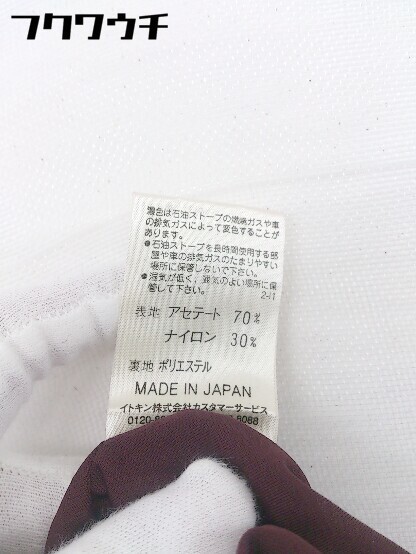 フクワウチ
濃色は石油ストーブの燃焼ガスや車
の排気ガスによって変色することが
あります。
●石油ストーブを長時間使用する部
屋や車の排気ガスのたまりやすい
場所に保管しないで下さい。
●湿気が低く、換気のよい場所に保
管して下さい。 2-11
表地 アセテート 70%
ナイロン 30%
裏地 ポリエステル
MADE IN JAPAN
イトキン株式会社カスタマーサービス
0120- 8088